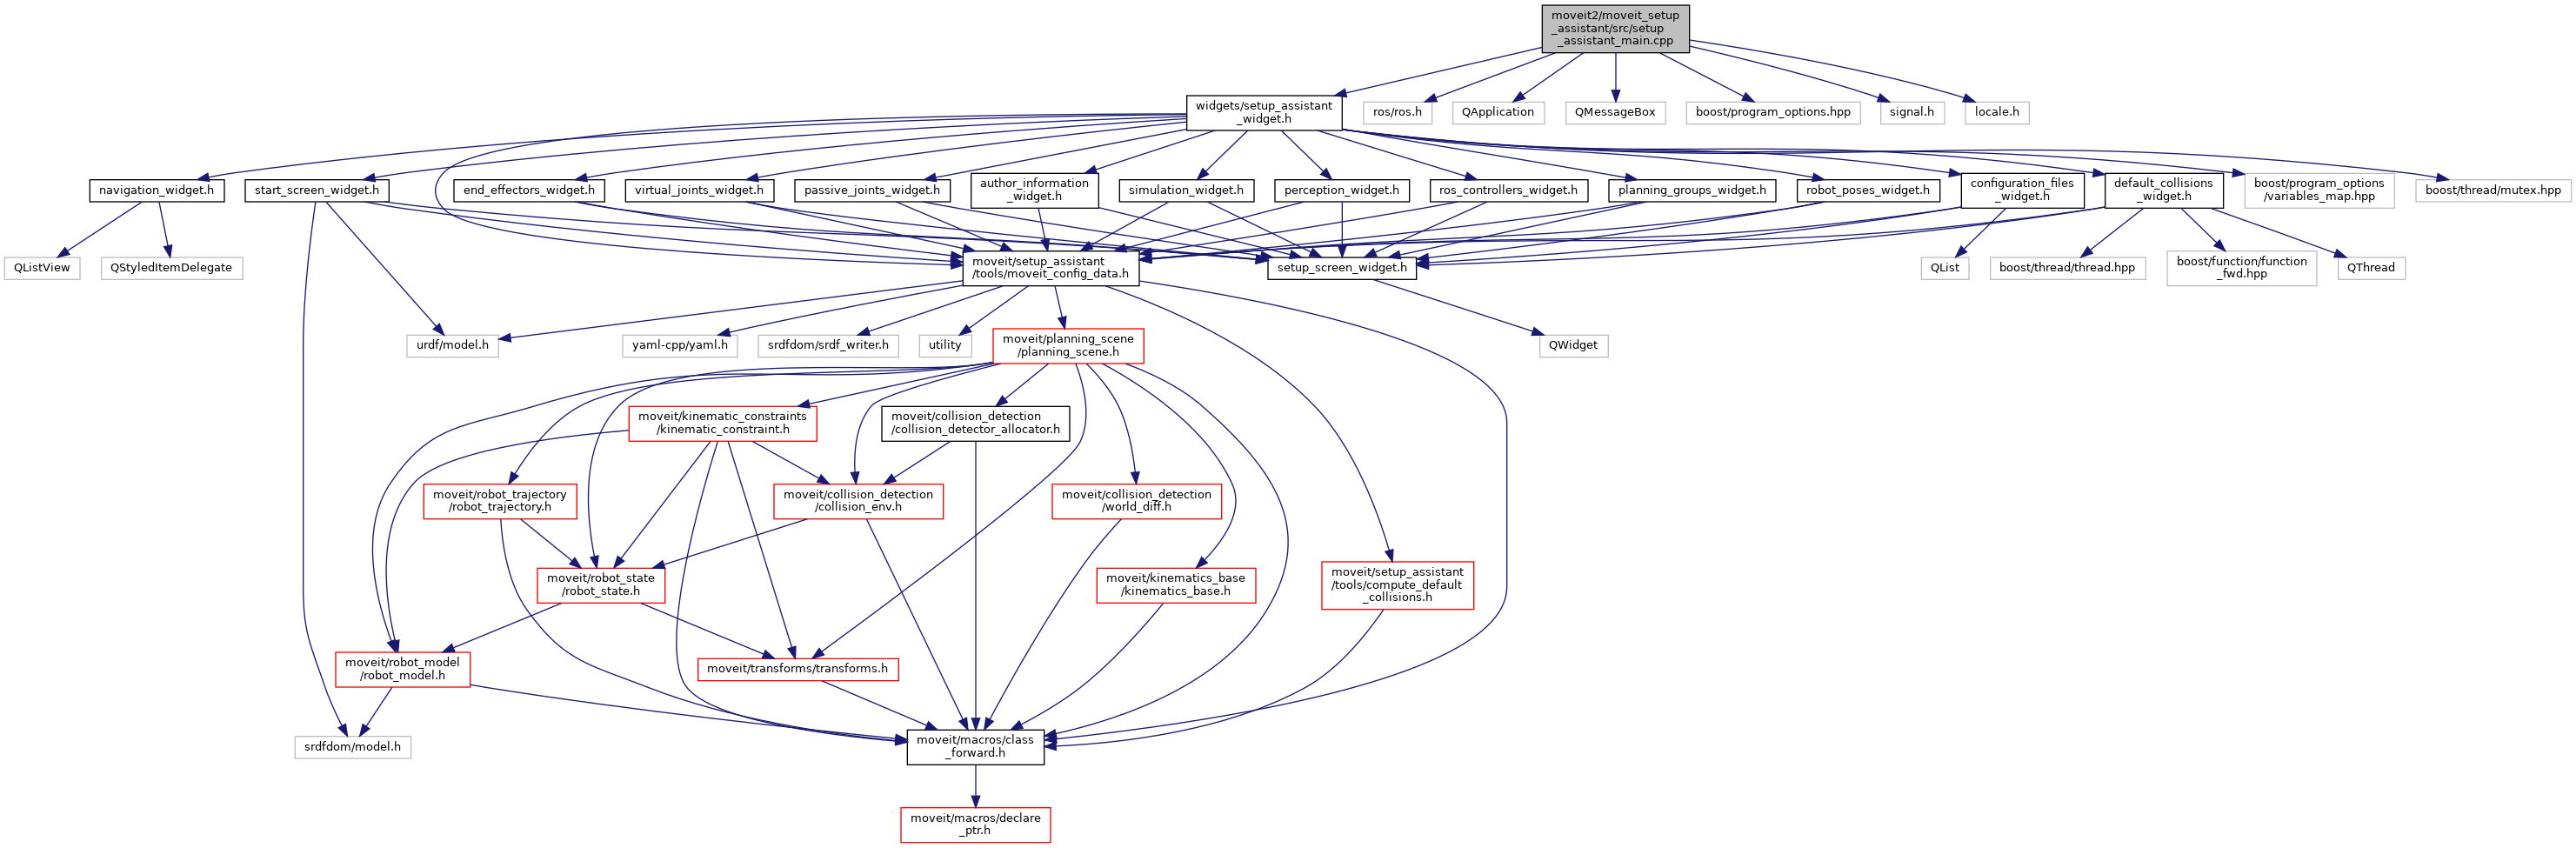 moveit2/moveit_setup
_assistant/src/setup
_assistant_main.cpp
widgets/setup_assistant
_widget.h
ros/ros.h
QApplication
QMessageBox
boost/program_options.hpp
signal.h
locale.h
navigation_widget.h
start_screen_widget.h
end_effectors_widget.h
virtual_joints_widget.h
passive_joints_widget.h
author_information
_widget.h
simulation_widget.h
perception_widget.h
ros_controllers_widget.h
planning_groups_widget.h
robot_poses_widget.h
configuration_files
_widget.h
default_collisions
_widget.h
boost/program_options
/variables_map.hpp
boost/thread/mutex.hpp
QListView
QStyledItemDelegate
moveit/setup_assistant
/tools/moveit_config_data.h
setup_screen_widget.h
QList
boost/thread/thread.hpp
boost/function/function
_fwd.hpp
QThread
urdf/model.h
yaml-cpp/yaml.h
srdfdom/srdf_writer.h
utility
moveit/planning_scene
/planning_scene.h
QWidget
moveit/kinematic_constraints
/kinematic_constraint.h
moveit/collision_detection
/collision_detector_allocator.h
moveit/robot_trajectory
/robot_trajectory.h
moveit/collision_detection
/collision_env.h
moveit/collision_detection
/world_diff.h
moveit/robot_state
/robot_state.h
moveit/kinematics_base
/kinematics_base.h
moveit/setup_assistant
/tools/compute_default
_collisions.h
moveit/robot_model
/robot_model.h
moveit/transforms/transforms.h
srdfdom/model.h
moveit/macros/class
_forward.h
moveit/macros/declare
_ptr.h